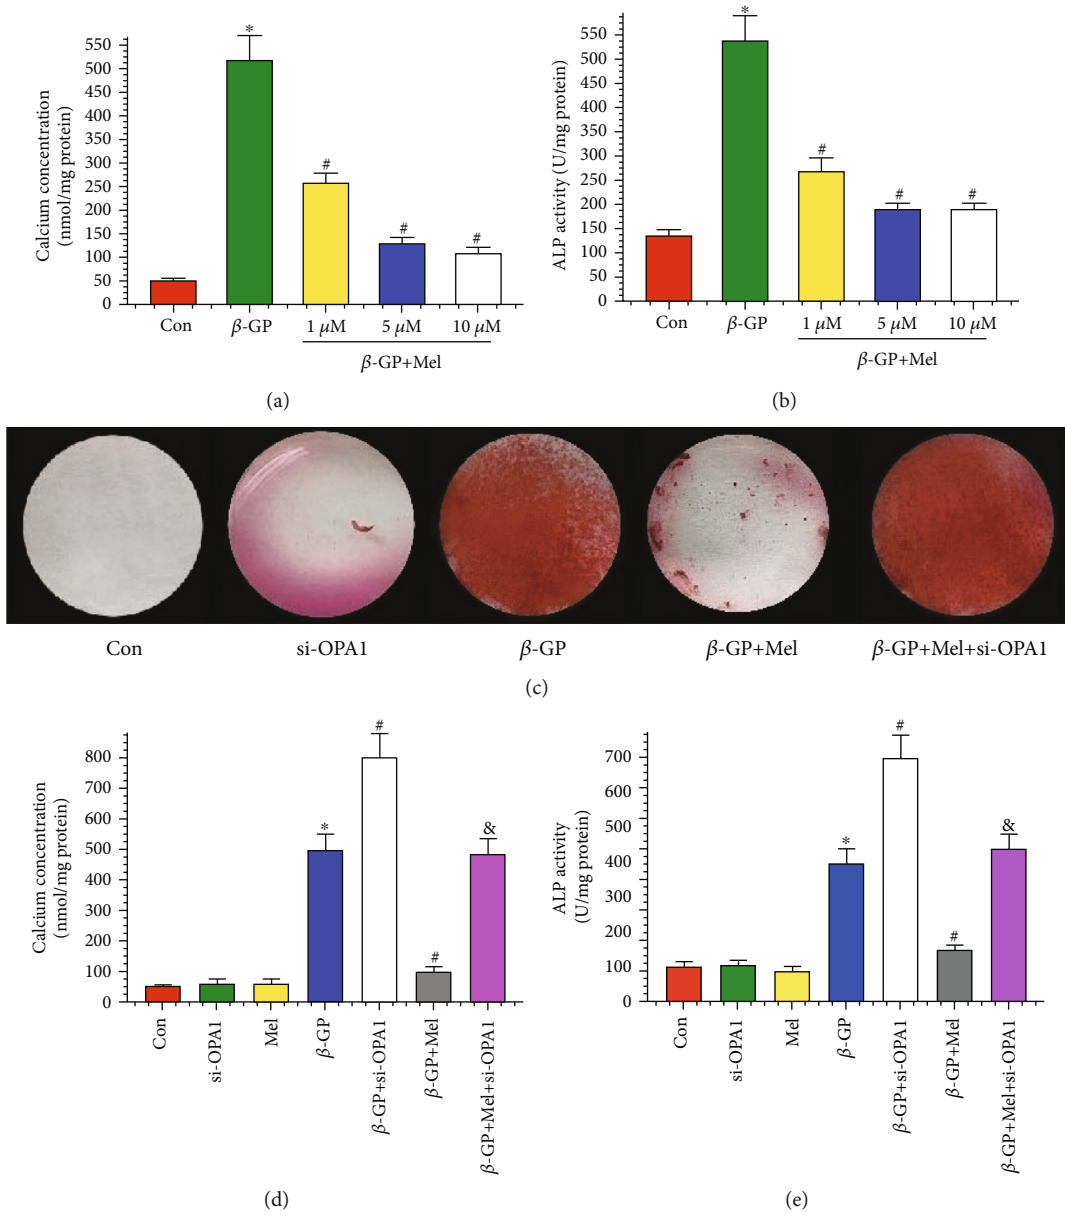 Calcium concentration
(nmol/mg protein)
550
500
450
400
350
300
250
200
150
100
50
0
*
#
#
#
Con
β-GP
1 μM
5 μM
10 μM
β-GP+Mel
(a)
ALP activity (U/mg protein)
550
500
450
400
350
300
250
200
150
100
50
0
*
#
#
#
Con
β-GP
1 μM
5 μM
10 μM
β-GP+Mel
(b)
Con
si-OPA1
β-GP
β-GP+Mel
β-GP+Mel+si-OPA1
(c)
Calcium concentration
(nmol/mg protein)
800
700
600
500
400
300
200
100
0
*
#
#
&
Con
si-OPA1
Mel
β-GP
β-GP+si-OPA1
β-GP+Mel
β-GP+Mel+si-OPA1
(d)
ALP activity
(U/mg protein)
700
600
500
400
300
200
100
0
*
#
#
&
Con
si-OPA1
Mel
β-GP
β-GP+si-OPA1
β-GP+Mel
β-GP+Mel+si-OPA1
(e)